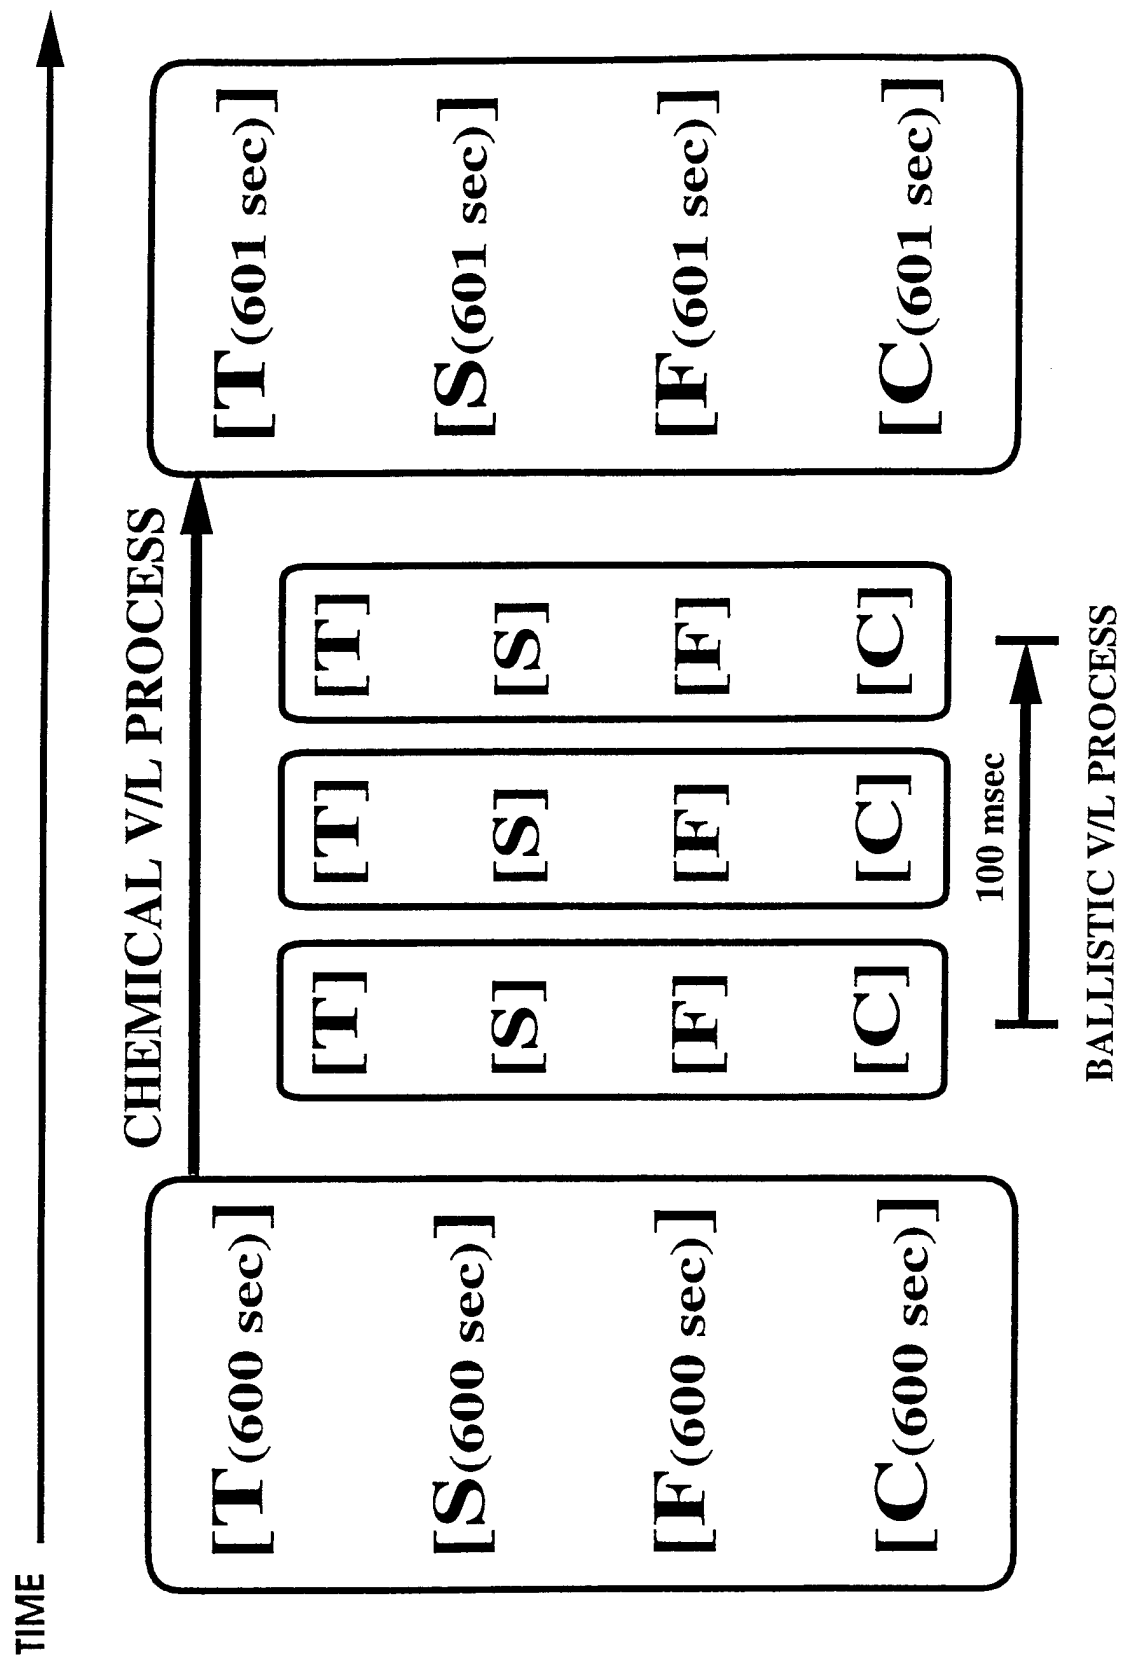 TIME
CHEMICAL V/L PROCESS
[T(600 sec)]
[S(600 sec)]
[F(600 sec)]
[C(600 sec)]
[T]
[S]
[F]
[C]
[T]
[S]
[F]
[C]
[T]
[S]
[F]
[C]
[T(601 sec)]
[S(601 sec)]
[F(601 sec)]
[C(601 sec)]
100 msec
BALLISTIC V/L PROCESS